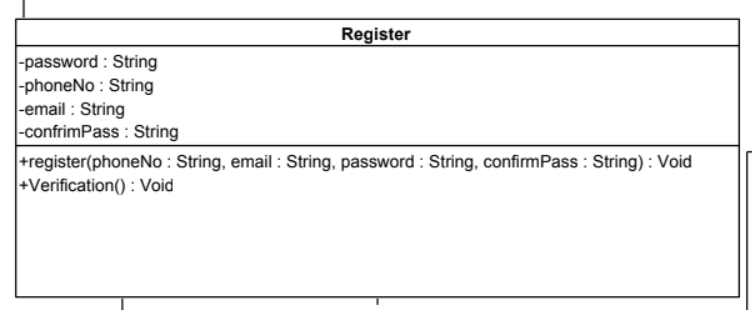 Register
-password : String
-phoneNo : String
-email : String
-confrimPass : String
+register(phoneNo : String, email : String, password : String, confirmPass : String) : Void
+Verification() : Void